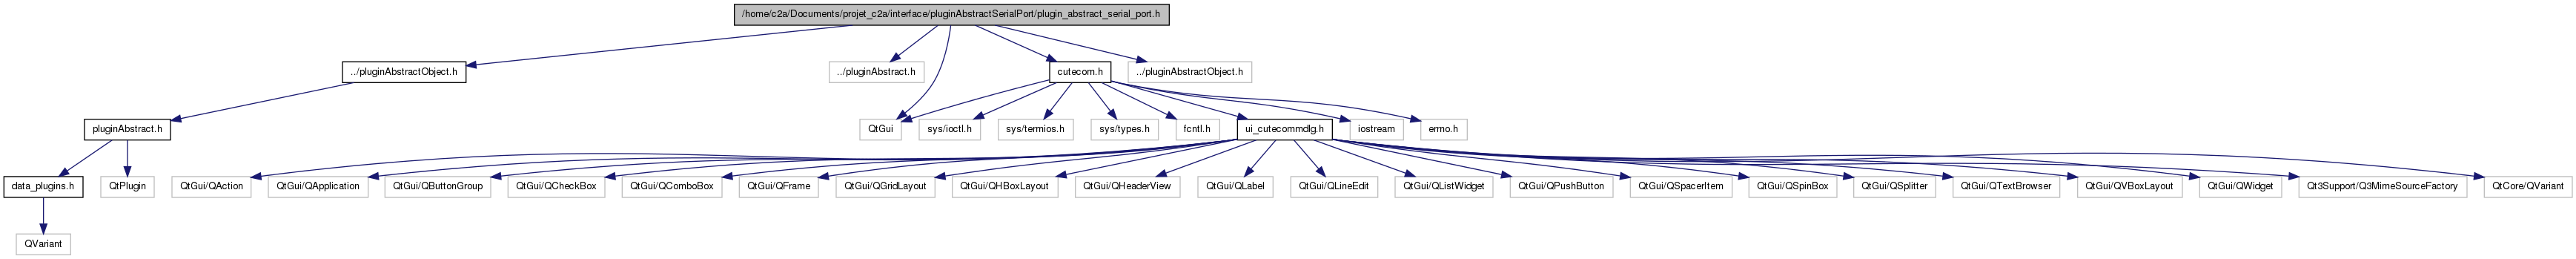 /home/c2a/Documents/projet_c2a/interface/pluginAbstractSerialPort/plugin_abstract_serial_port.h
../pluginAbstractObject.h
../pluginAbstract.h
cutecom.h
../pluginAbstractObject.h
pluginAbstract.h
QtGui
sys/ioctl.h
sys/termios.h
sys/types.h
fcntl.h
ui_cutecommdlg.h
iostream
errno.h
data_plugins.h
QtPlugin
QtGui/QAction
QtGui/QApplication
QtGui/QButtonGroup
QtGui/QCheckBox
QtGui/QComboBox
QtGui/QFrame
QtGui/QGridLayout
QtGui/QHBoxLayout
QtGui/QHeaderView
QtGui/QLabel
QtGui/QLineEdit
QtGui/QListWidget
QtGui/QPushButton
QtGui/QSpacerItem
QtGui/QSpinBox
QtGui/QSplitter
QtGui/QTextBrowser
QtGui/QVBoxLayout
QtGui/QWidget
Qt3Support/Q3MimeSourceFactory
QtCore/QVariant
QVariant